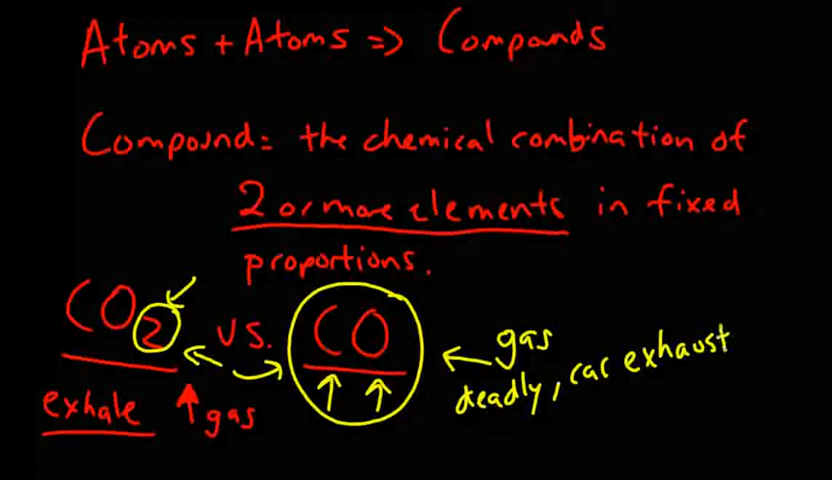 Atoms + Atoms => Compounds
Compound = the chemical combination of
2 or more elements in fixed
proportions.
CO2 vs. CO ← gas
deadly, car exhaust
exhale ↑ gas